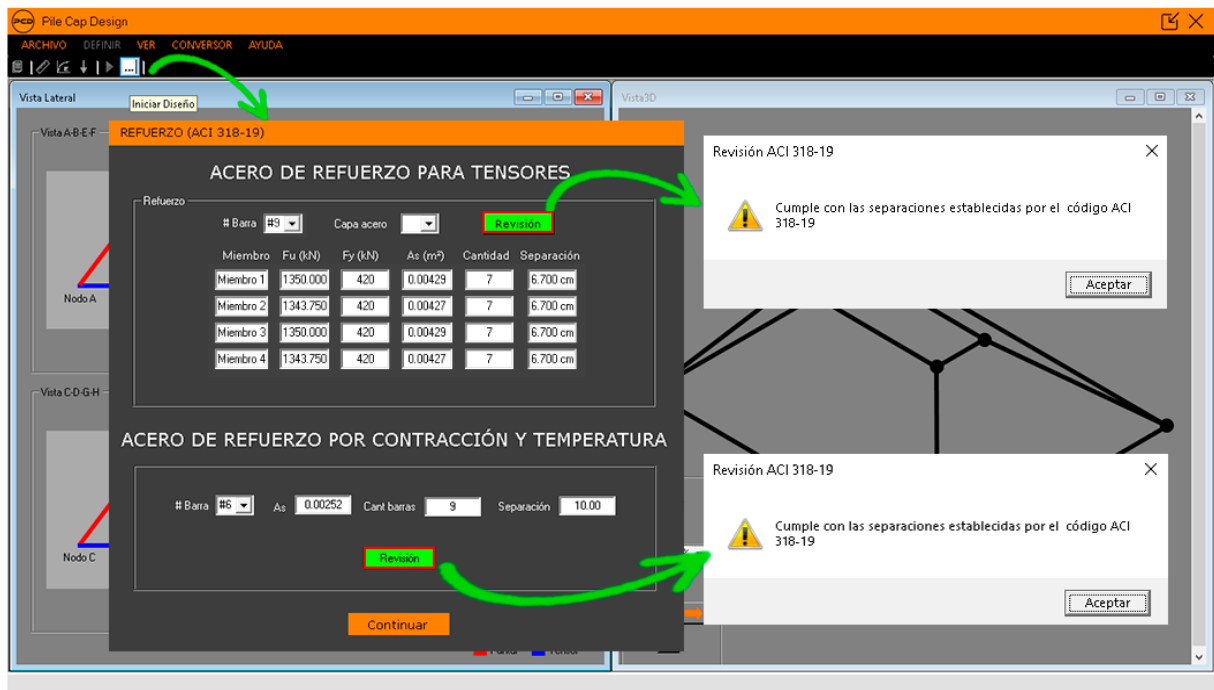 PCD Pile Cap Design
ARCHIVO DEFINIR VER CONVERSOR AYUDA
Iniciar Diseño
Vista Lateral
Vista3D
Vista A-B-E-F
Nodo A
Vista C-D-G-H
Nodo C
REFUERZO (ACI 318-19)
ACERO DE REFUERZO PARA TENSORES
Refuerzo
# Barra #9 Capa acero Revisión
Miembro Fu (kN) Fy (kN) As (m²) Cantidad Separación
Miembro 1 1350.000 420 0.00429 7 6.700 cm
Miembro 2 1343.750 420 0.00427 7 6.700 cm
Miembro 3 1350.000 420 0.00429 7 6.700 cm
Miembro 4 1343.750 420 0.00427 7 6.700 cm
ACERO DE REFUERZO POR CONTRACCIÓN Y TEMPERATURA
# Barra #6 As 0.00252 Cant barras 9 Separación 10.00
Revisión
Continuar
Revisión ACI 318-19
Cumple con las separaciones establecidas por el código ACI
318-19
Aceptar
Revisión ACI 318-19
Cumple con las separaciones establecidas por el código ACI
318-19
Aceptar